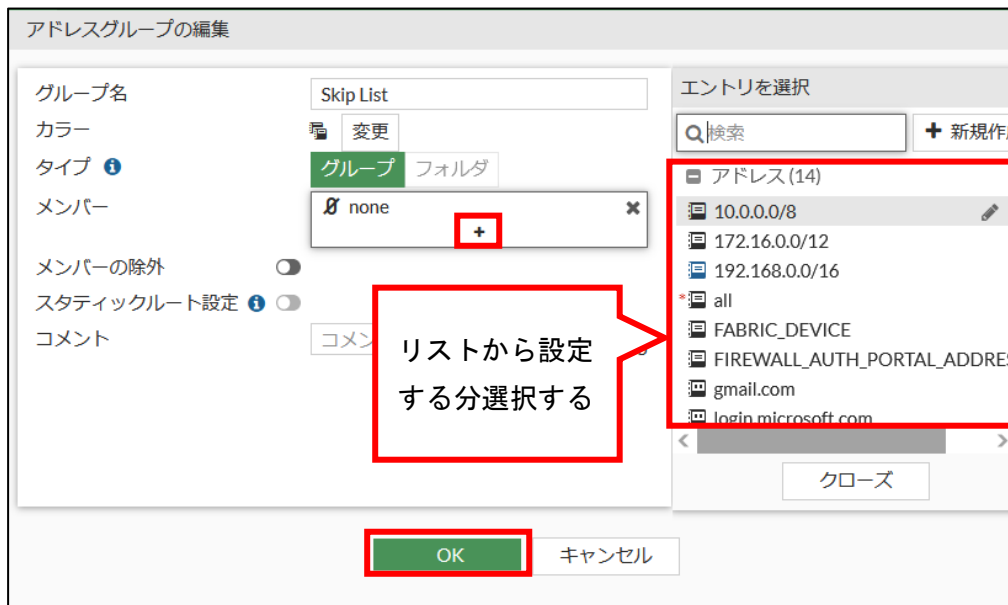 アドレスグループの編集
グループ名
Skip List
カラー
変更
タイプ
グループ フォルダ
メンバー
none
+
メンバーの除外
スタティックルート設定
コメント
コメン
リストから設定
する分選択する
OK
キャンセル
エントリを選択
検索
+ 新規作
アドレス (14)
10.0.0.0/8
172.16.0.0/12
192.168.0.0/16
*all
FABRIC_DEVICE
FIREWALL_AUTH_PORTAL_ADDRES
gmail.com
login.microsoft.com
クローズ